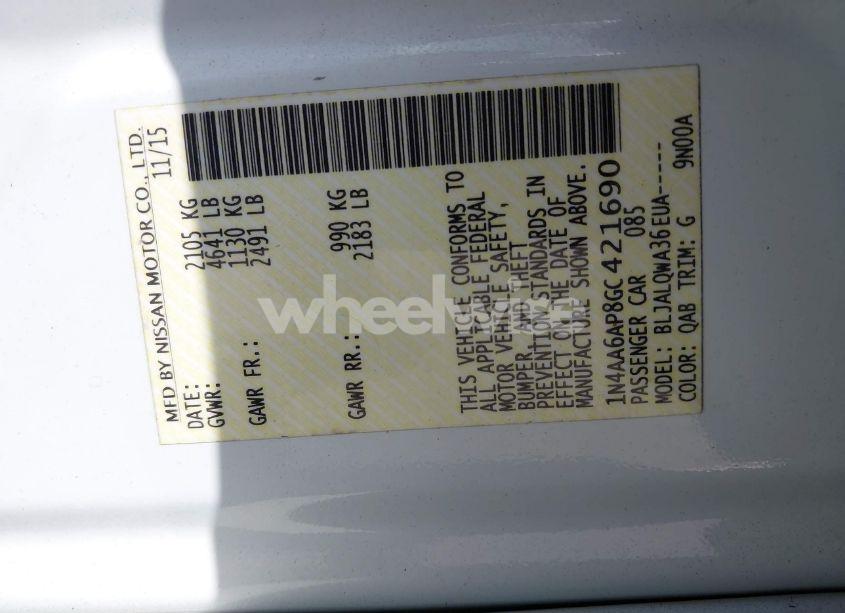 MFD BY NISSAN MOTOR CO., LTD.
DATE: 11/15
GVWR: 2105 KG
4641 LB
GAWR FR.: 1130 KG
2491 LB
GAWR RR.: 990 KG
2183 LB
THIS VEHICLE CONFORMS TO
ALL APPLICABLE FEDERAL
MOTOR VEHICLE SAFETY,
BUMPER, AND THEFT
PREVENTION STANDARDS IN
EFFECT ON THE DATE OF
MANUFACTURE SHOWN ABOVE.
1N4AA6AP8GC421690
PASSENGER CAR 085
MODEL: BLJALQWA36EUA-----
COLOR: QAB TRIM: G 9N00A